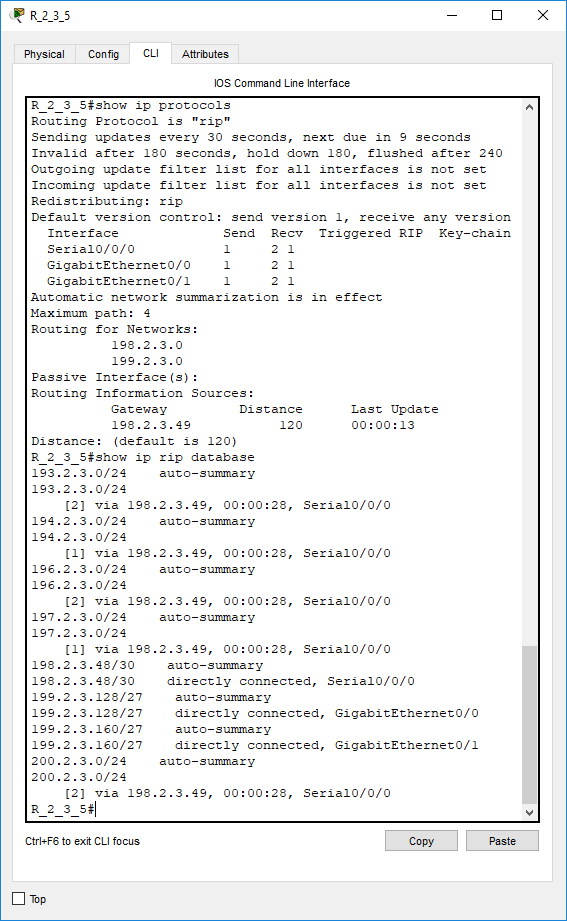 R_2_3_5
Physical Config CLI Attributes
IOS Command Line Interface
R_2_3_5#show ip protocols
Routing Protocol is "rip"
Sending updates every 30 seconds, next due in 9 seconds
Invalid after 180 seconds, hold down 180, flushed after 240
Outgoing update filter list for all interfaces is not set
Incoming update filter list for all interfaces is not set
Redistributing: rip
Default version control: send version 1, receive any version
  Interface             Send  Recv  Triggered RIP  Key-chain
  Serial0/0/0           1     2 1
  GigabitEthernet0/0    1     2 1
  GigabitEthernet0/1    1     2 1
Automatic network summarization is in effect
Maximum path: 4
Routing for Networks:
          198.2.3.0
          199.2.3.0
Passive Interface(s):
Routing Information Sources:
          Gateway         Distance      Last Update
          198.2.3.49           120      00:00:13
Distance: (default is 120)
R_2_3_5#show ip rip database
193.2.3.0/24    auto-summary
193.2.3.0/24
    [2] via 198.2.3.49, 00:00:28, Serial0/0/0
194.2.3.0/24    auto-summary
194.2.3.0/24
    [1] via 198.2.3.49, 00:00:28, Serial0/0/0
196.2.3.0/24    auto-summary
196.2.3.0/24
    [2] via 198.2.3.49, 00:00:28, Serial0/0/0
197.2.3.0/24    auto-summary
197.2.3.0/24
    [1] via 198.2.3.49, 00:00:28, Serial0/0/0
198.2.3.48/30    auto-summary
198.2.3.48/30    directly connected, Serial0/0/0
199.2.3.128/27    auto-summary
199.2.3.128/27    directly connected, GigabitEthernet0/0
199.2.3.160/27    auto-summary
199.2.3.160/27    directly connected, GigabitEthernet0/1
200.2.3.0/24    auto-summary
200.2.3.0/24
    [2] via 198.2.3.49, 00:00:28, Serial0/0/0
R_2_3_5#
Ctrl+F6 to exit CLI focus Copy Paste
Top